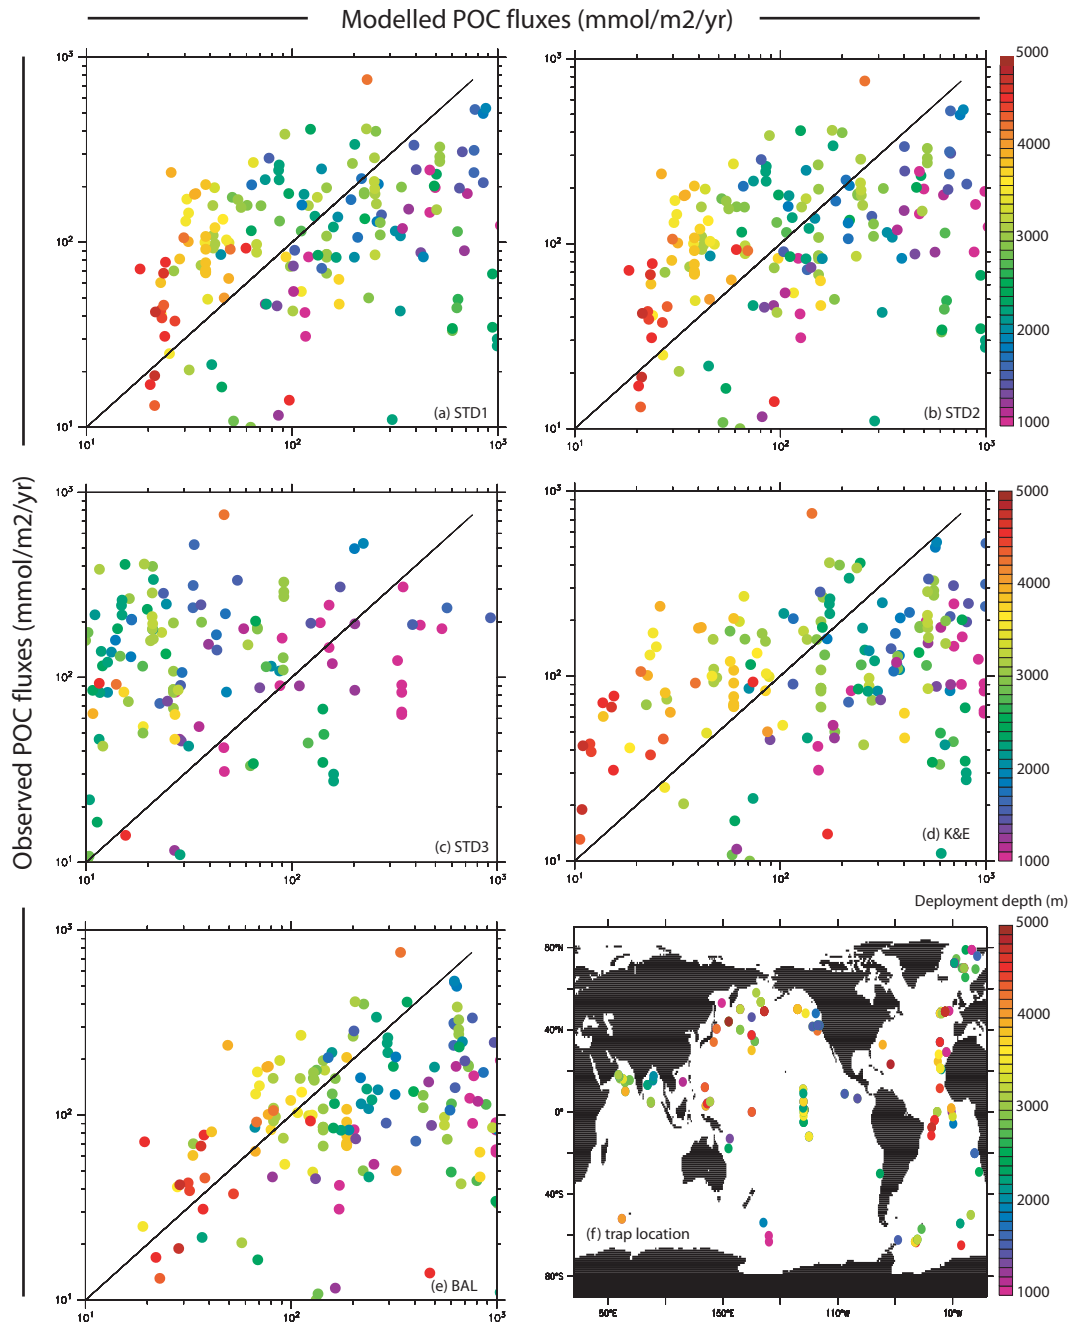 Modelled POC fluxes (mmol/m2/yr)
Observed POC fluxes (mmol/m2/yr)
10³
10²
10¹
10¹
10²
10³
(a) STD1
10³
10²
10¹
10¹
10²
10³
(b) STD2
5000
4000
3000
2000
1000
10³
10²
10¹
10¹
10²
10³
(c) STD3
10³
10²
10¹
10¹
10²
10³
(d) K&E
5000
4000
3000
2000
1000
Deployment depth (m)
10³
10²
10¹
10¹
10²
10³
(e) BAL
80°N
40°N
0°
40°S
80°S
50°E
150°E
110°W
10°W
(f) trap location
5000
4000
3000
2000
1000